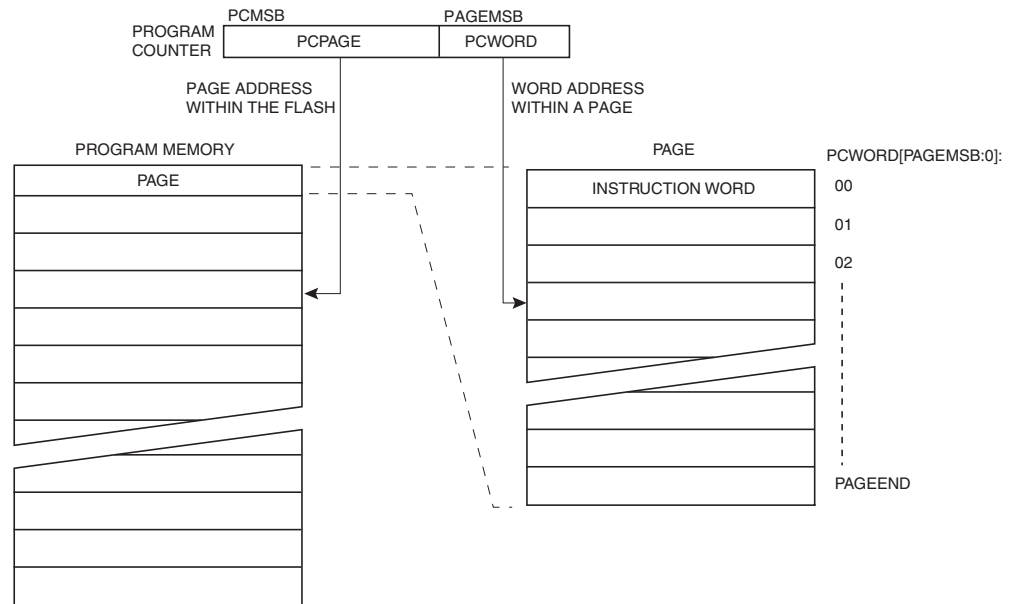 PCMSB
PAGEMSB
PROGRAM
COUNTER
PCPAGE
PCWORD
PAGE ADDRESS
WITHIN THE FLASH
WORD ADDRESS
WITHIN A PAGE
PROGRAM MEMORY
PAGE
PAGE
INSTRUCTION WORD
PCWORD[PAGEMSB:0]:
00
01
02
PAGEEND